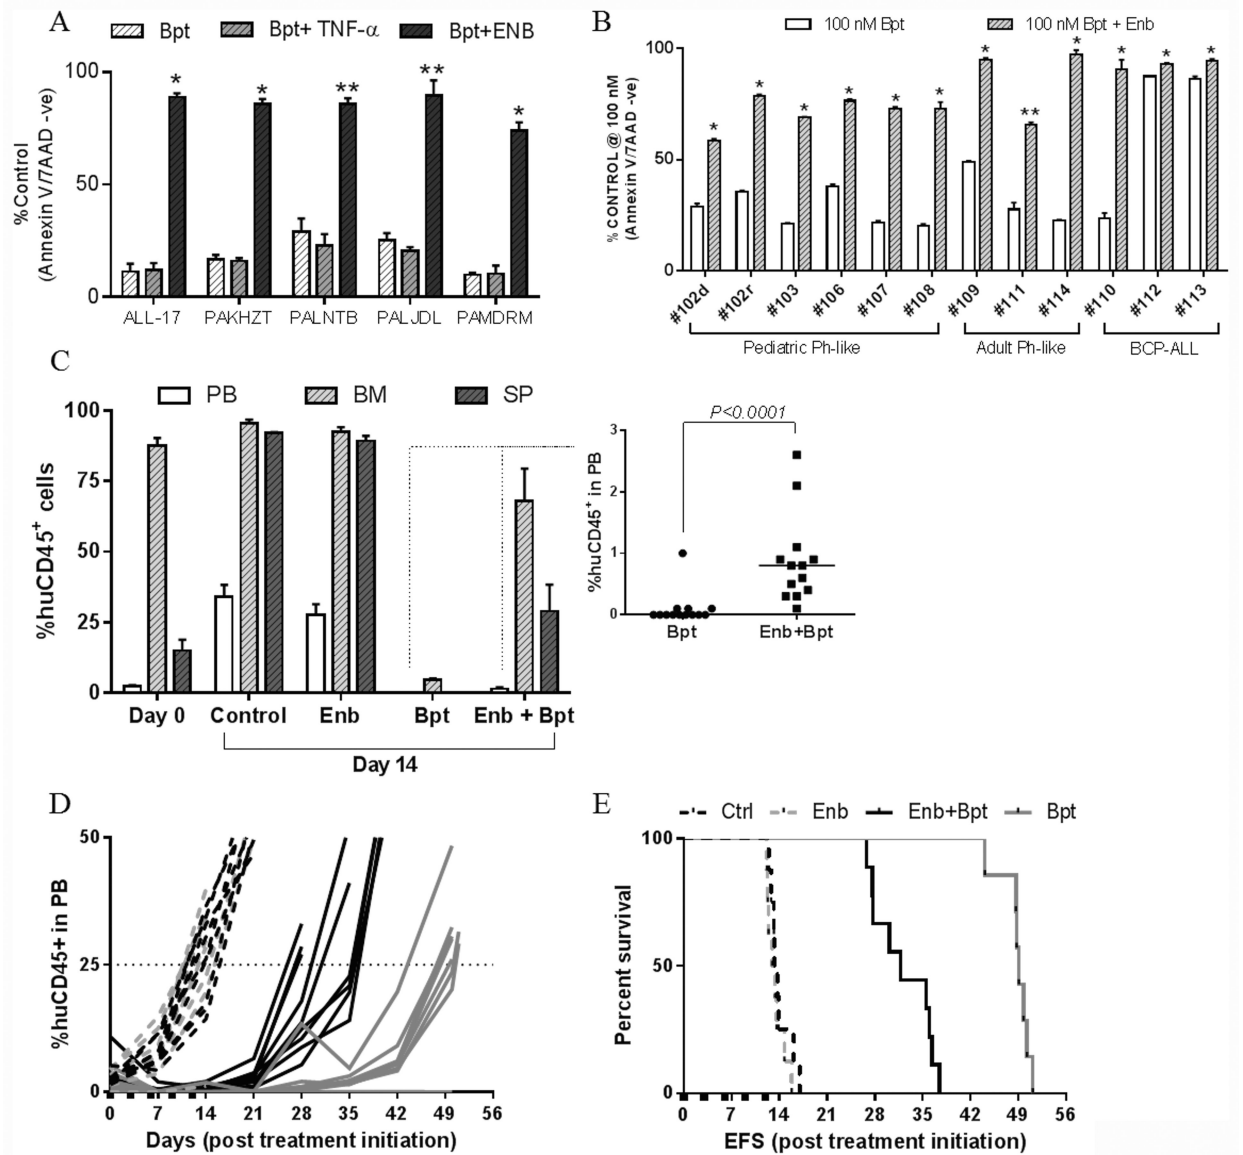 A
Bpt
Bpt+ TNF-α
Bpt+ENB
%Control
(Annexin V/7AAD -ve)
100
50
0
*
*
**
**
*
ALL-17
PAKHZT
PALNTB
PALJDL
PAMDRM
B
100 nM Bpt
100 nM Bpt + Enb
% CONTROL @ 100 nM
(Annexin V/7AAD -ve)
100
50
0
*
*
*
*
*
*
*
**
*
*
*
*
#102d
#102r
#103
#106
#107
#108
#109
#111
#114
#110
#112
#113
Pediatric Ph-like
Adult Ph-like
BCP-ALL
C
PB
BM
SP
%huCD45+ cells
100
75
50
25
0
Day 0
Control
Enb
Bpt
Enb + Bpt
Day 14
P<0.0001
%huCD45+ in PB
3
2
1
0
Bpt
Enb+Bpt
D
%huCD45+ in PB
50
25
0
0 7 14 21 28 35 42 49 56
Days (post treatment initiation)
E
Ctrl
Enb
Enb+Bpt
Bpt
Percent survival
100
50
0
0 7 14 21 28 35 42 49 56
EFS (post treatment initiation)